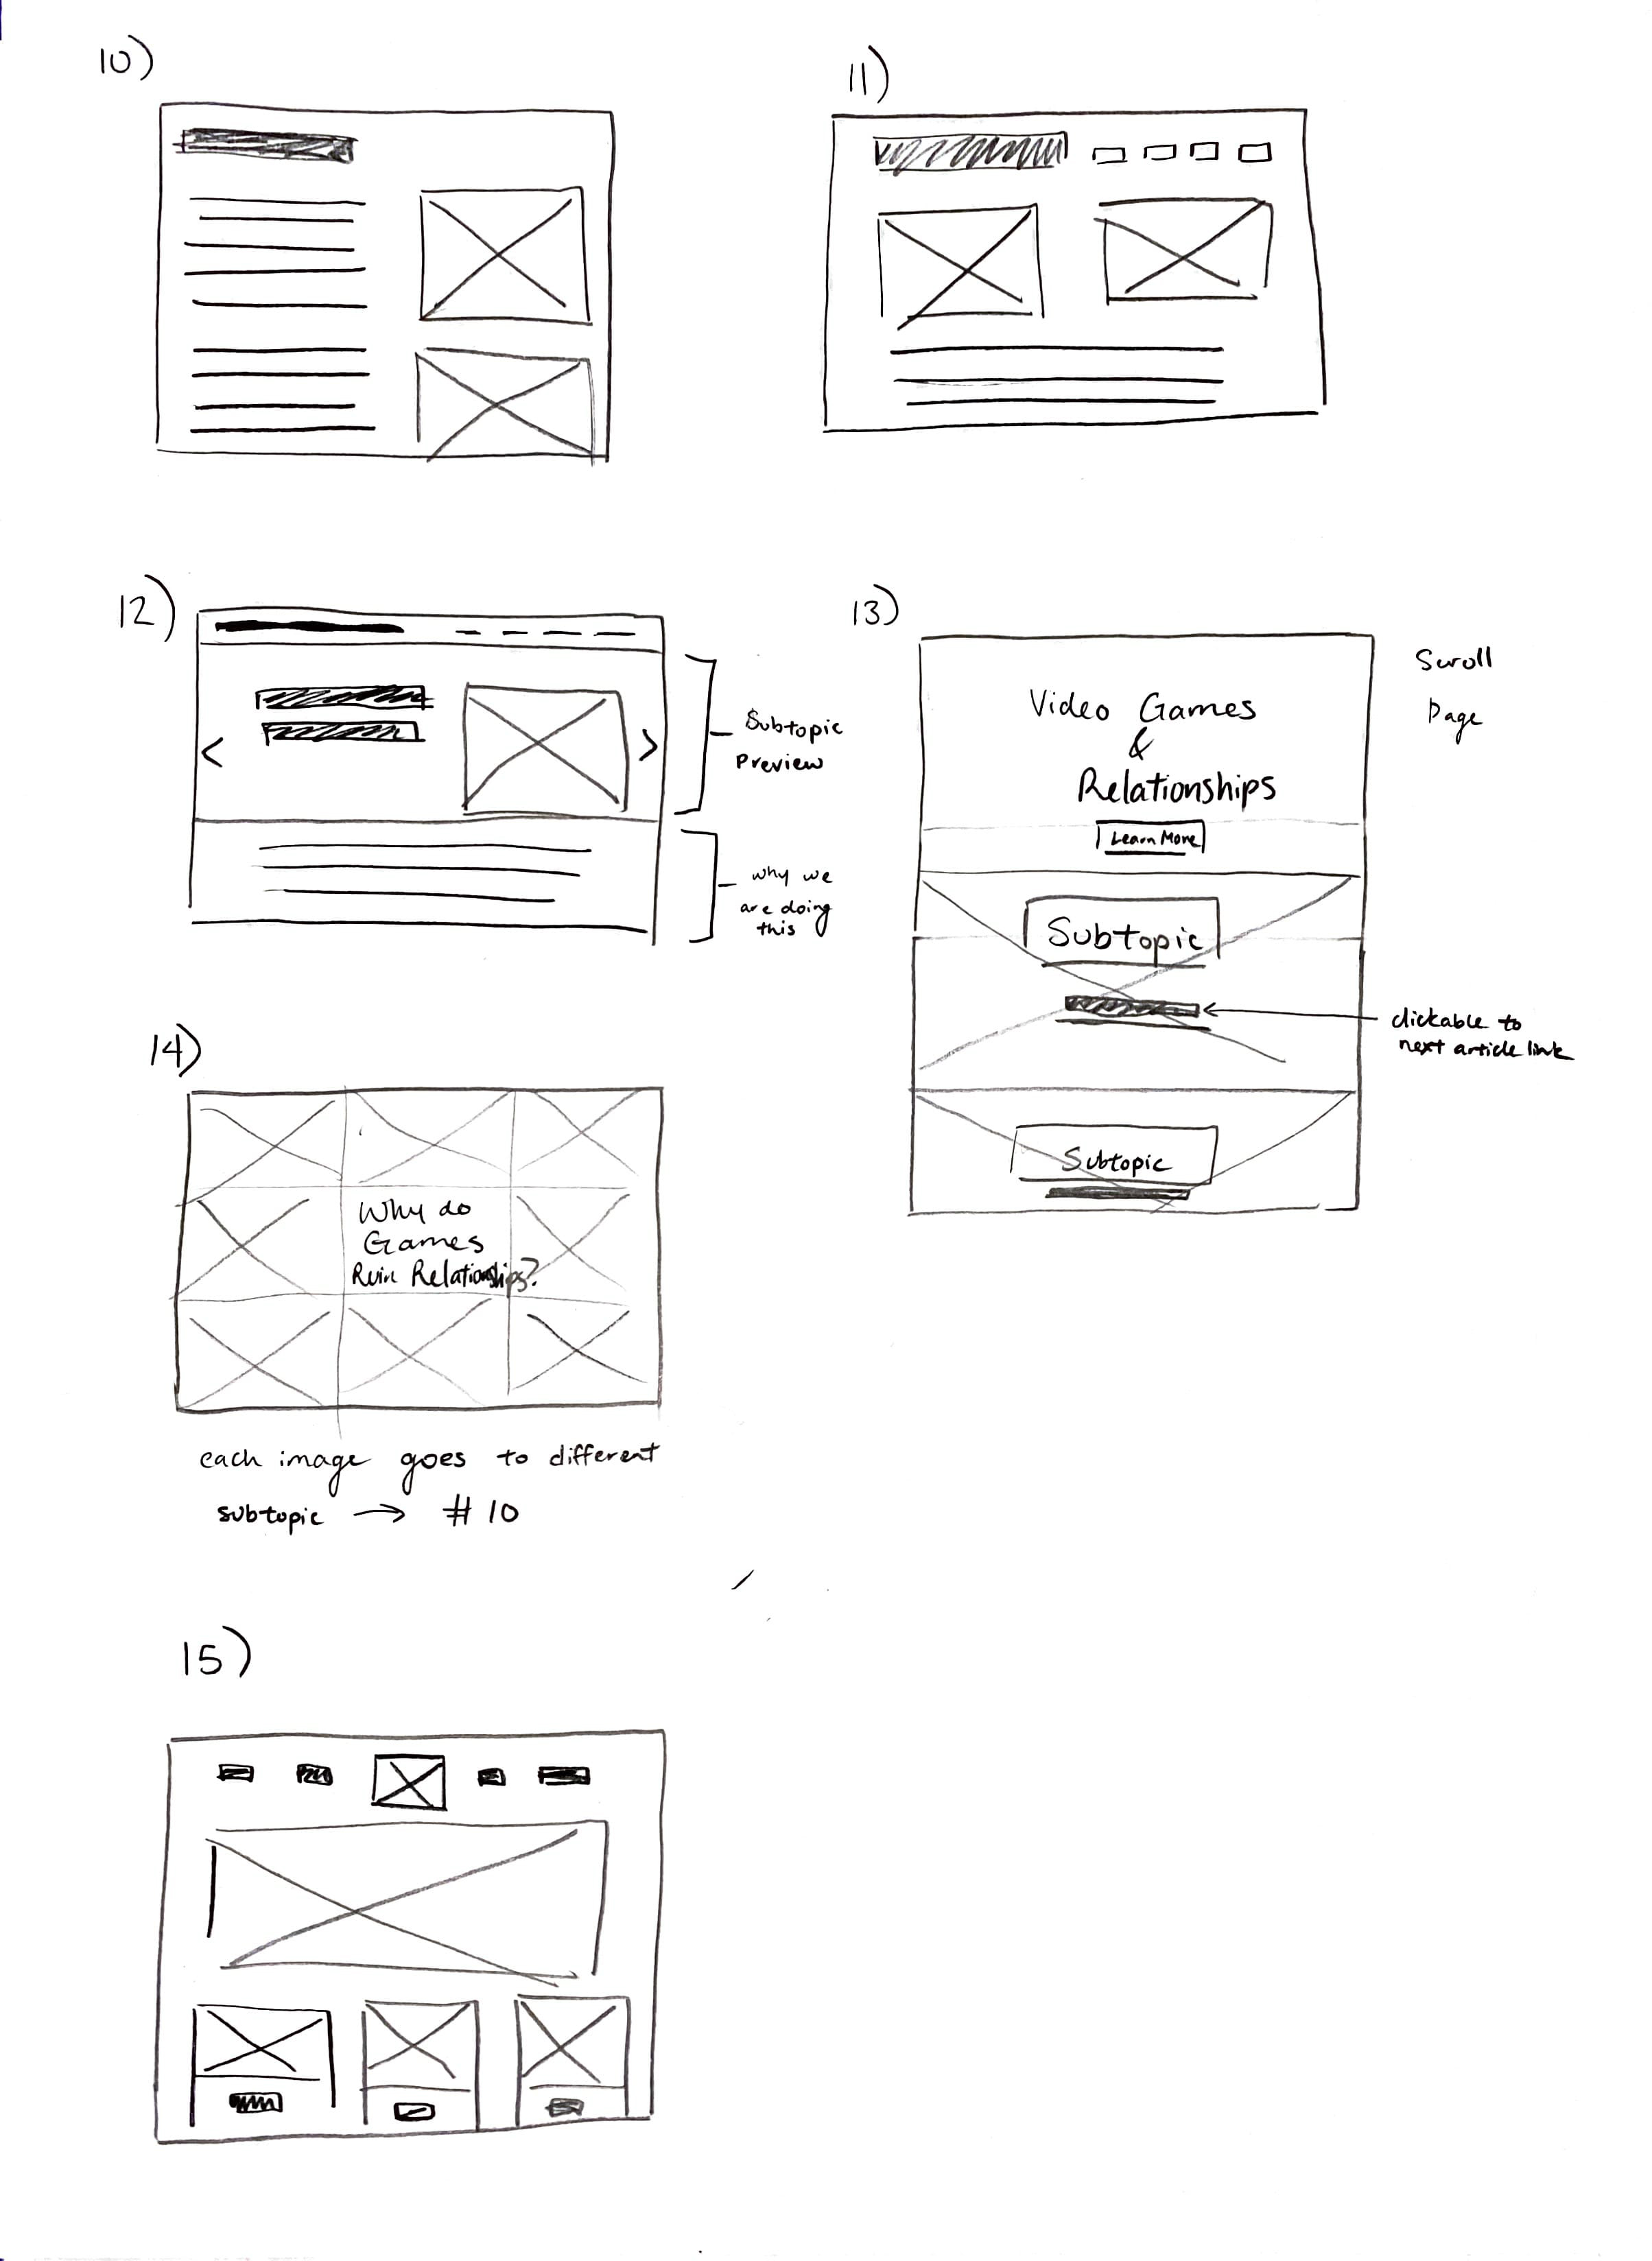 10)
11)
12)
<
>
Subtopic
Preview
why we
are doing
this
13)
Scroll
Page
Video Games
&
Relationships
Learn More
Subtopic
clickable to
next article link
Subtopic
14)
Why do
Games
Ruin Relationships?
each image goes to different
subtopic → # 10
15)